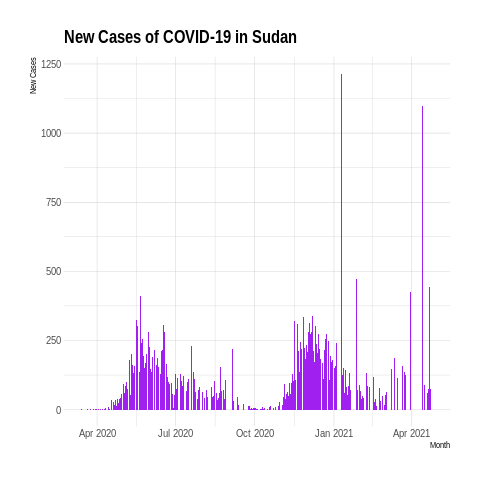 New Cases of COVID-19 in Sudan
New Cases
1250
1000
750
500
250
0
Apr 2020
Jul 2020
Oct 2020
Jan 2021
Apr 2021
Month